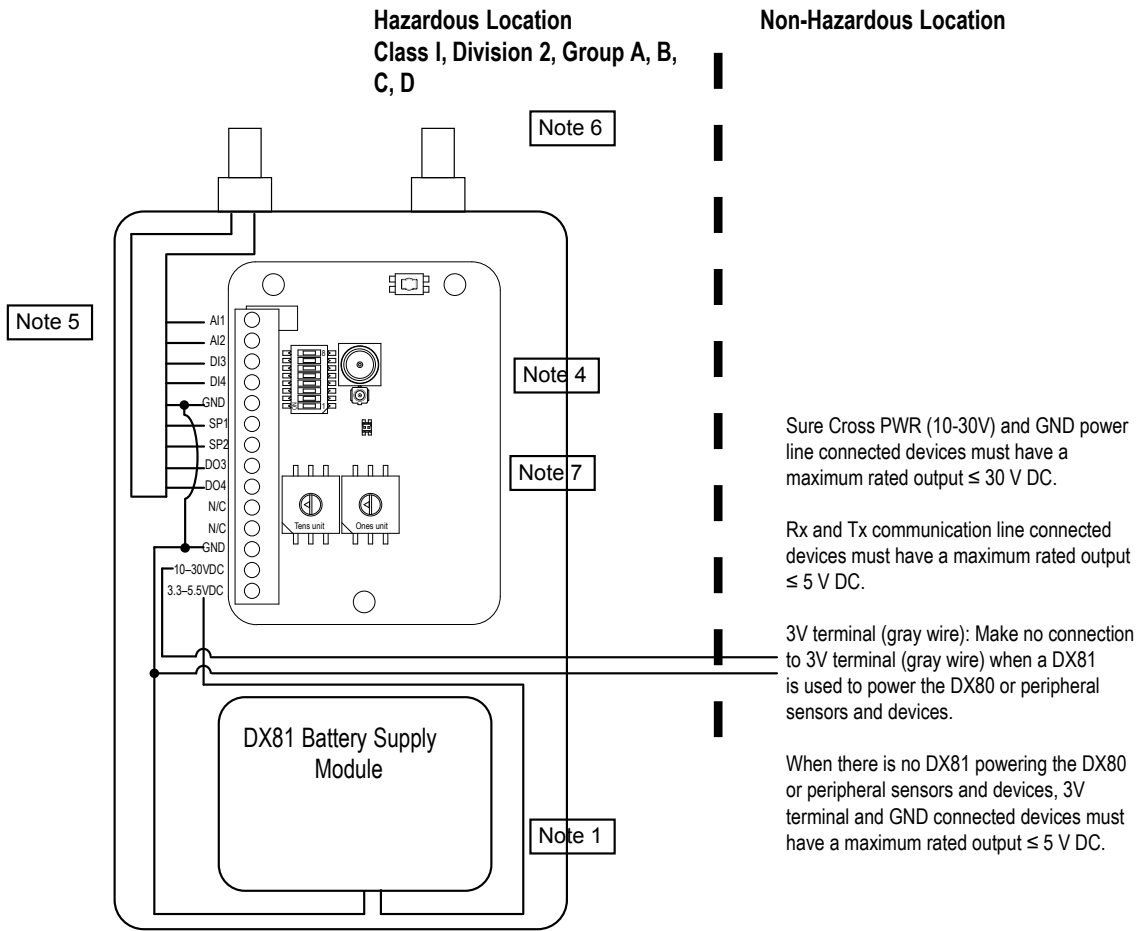 Hazardous Location
Class I, Division 2, Group A, B,
C, D
Non-Hazardous Location
Note 6
Note 5
AI1
AI2
DI3
DI4
GND
SP1
SP2
DO3
DO4
N/C
N/C
GND
10–30VDC
3.3–5.5VDC
8
1
Tens unit
Ones unit
Note 4
Note 7
DX81 Battery Supply
Module
Note 1
Sure Cross PWR (10-30V) and GND power
line connected devices must have a
maximum rated output ≤ 30 V DC.
Rx and Tx communication line connected
devices must have a maximum rated output
≤ 5 V DC.
3V terminal (gray wire): Make no connection
to 3V terminal (gray wire) when a DX81
is used to power the DX80 or peripheral
sensors and devices.
When there is no DX81 powering the DX80
or peripheral sensors and devices, 3V
terminal and GND connected devices must
have a maximum rated output ≤ 5 V DC.